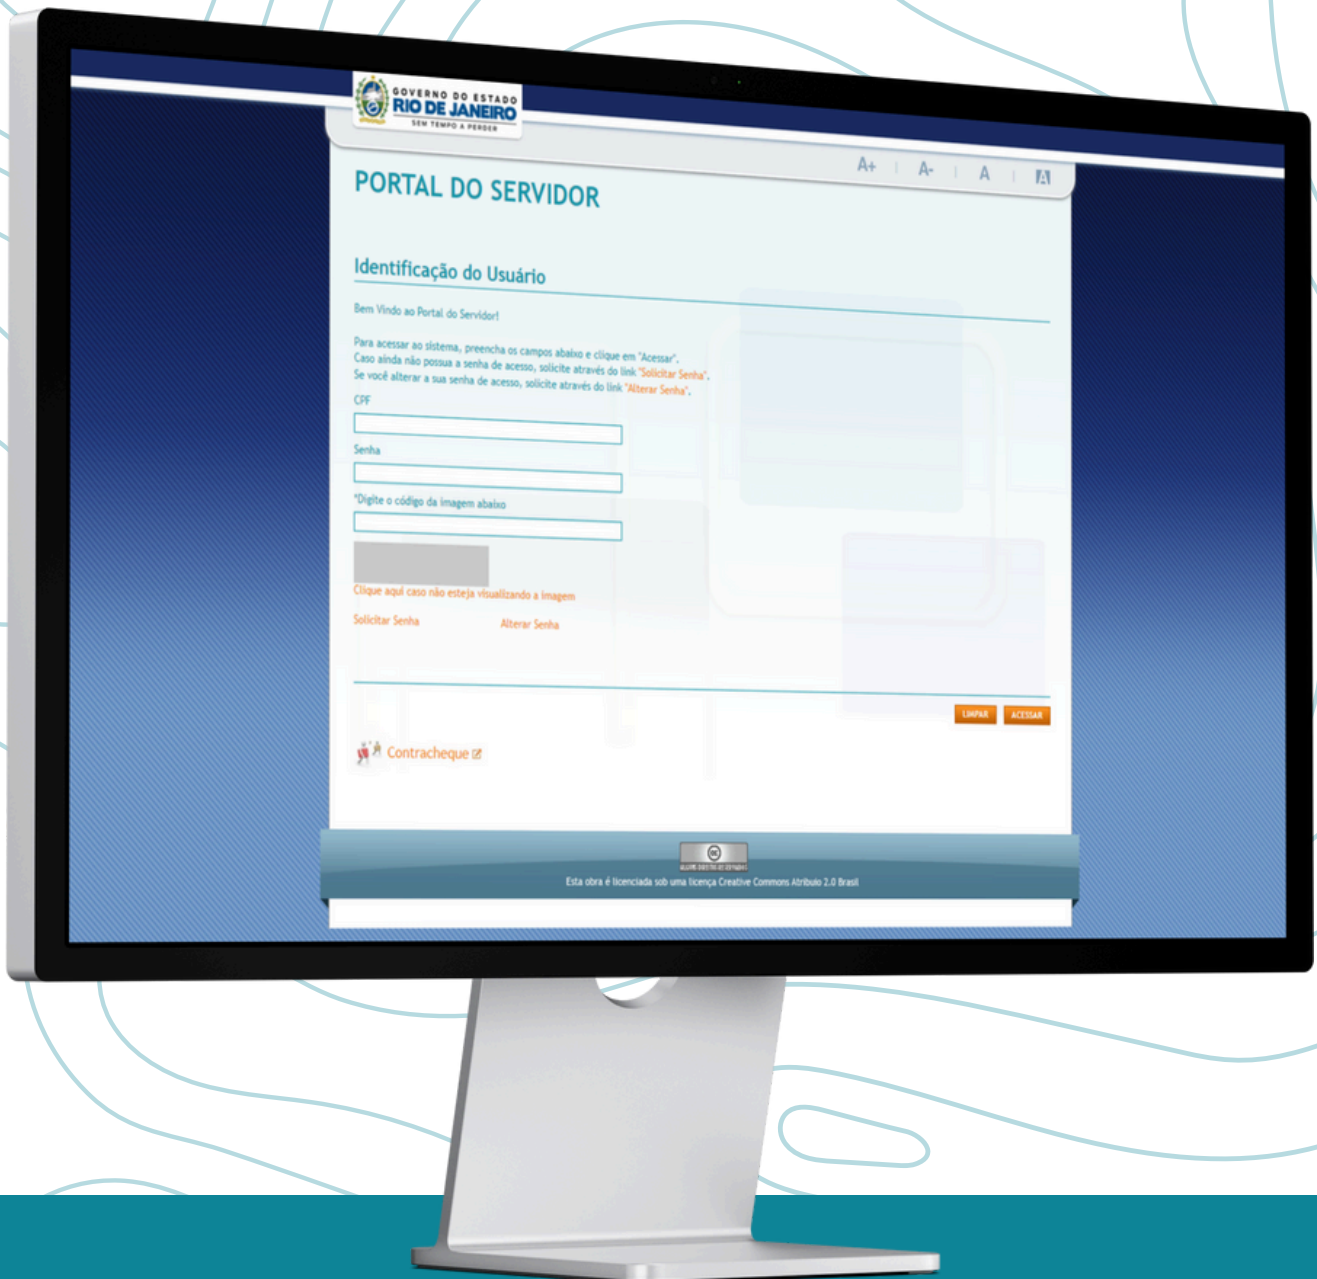 GOVERNO DO ESTADO
RIO DE JANEIRO
SEM TEMPO A PERDER
A+ | A- | A | A
PORTAL DO SERVIDOR
Identificação do Usuário
Bem Vindo ao Portal do Servidor!
Para acessar ao sistema, preencha os campos abaixo e clique em "Acessar".
Caso ainda não possua a senha de acesso, solicite através do link "Solicitar Senha".
Se você alterar a sua senha de acesso, solicite através do link "Alterar Senha".
CPF
Senha
*Digite o código da imagem abaixo
Clique aqui caso não esteja visualizando a imagem
Solicitar Senha Alterar Senha
LIMPAR ACESSAR
Contracheque
cc
Esta obra é licenciada sob uma licença Creative Commons Atribuio 2.0 Brasil